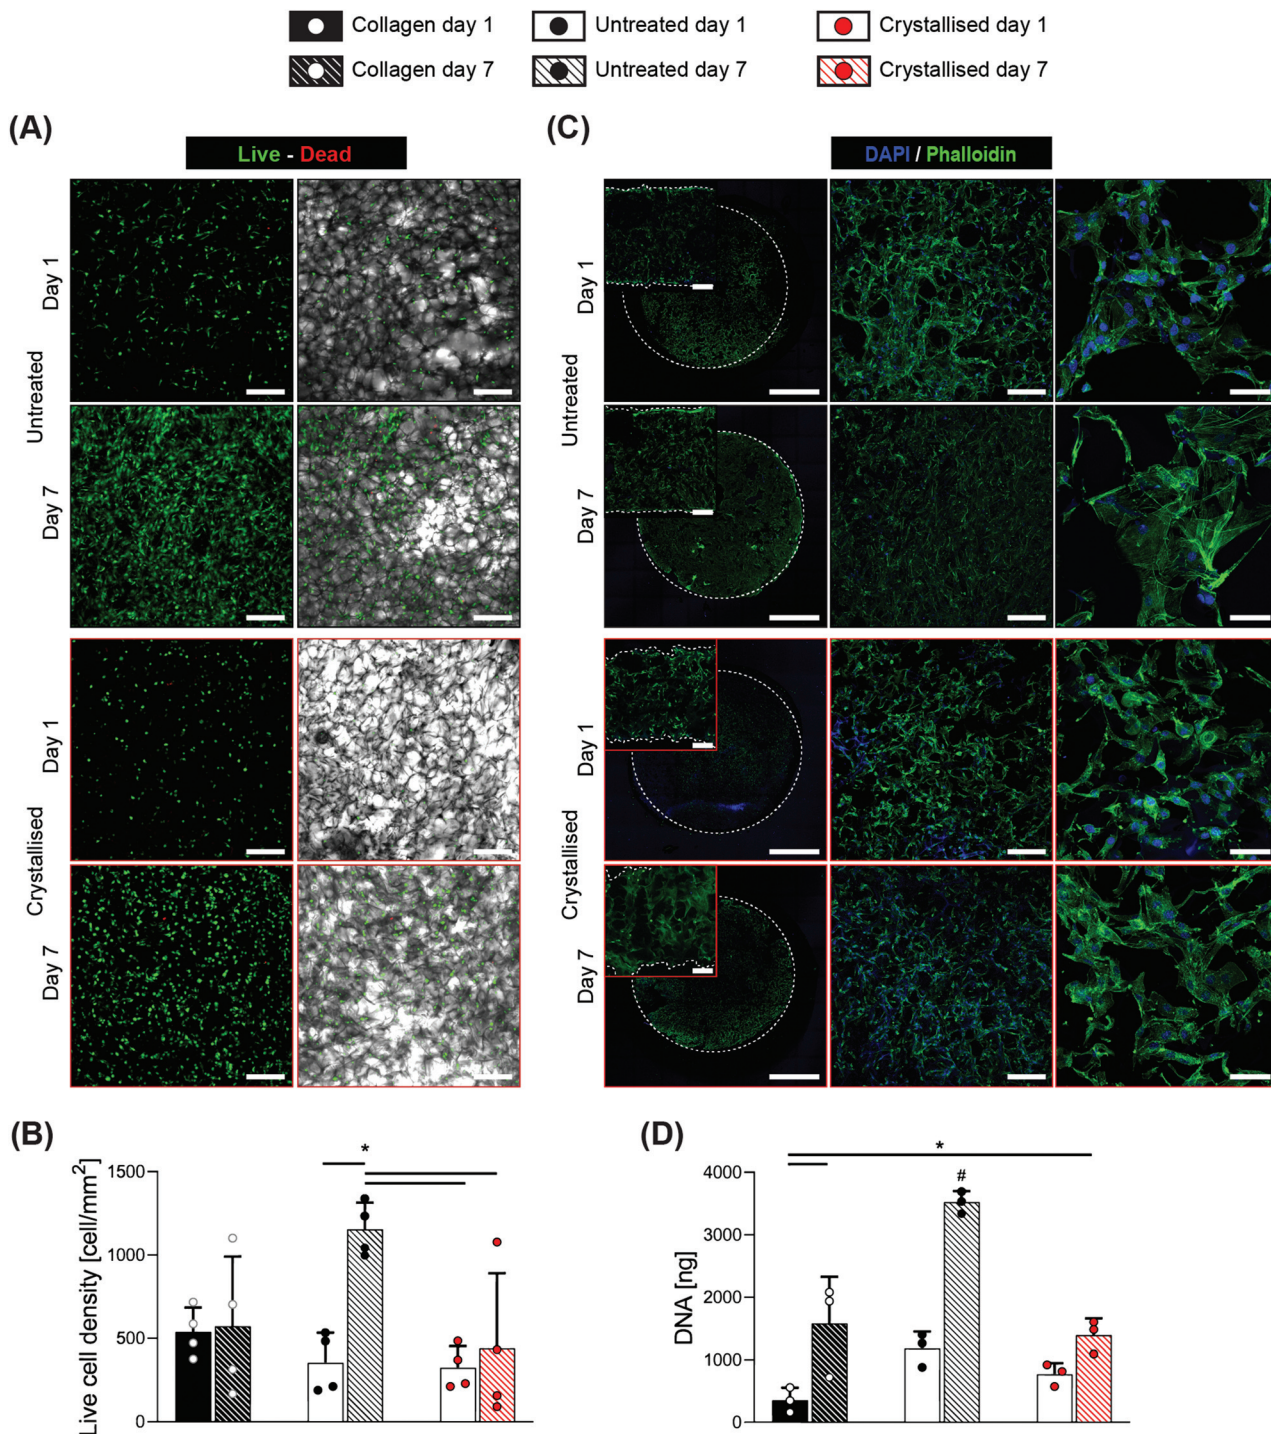 Collagen day 1
Untreated day 1
Crystallised day 1
Collagen day 7
Untreated day 7
Crystallised day 7
(A)
Live - Dead
Untreated
Day 1
Day 7
Crystallised
Day 1
Day 7
(C)
DAPI / Phalloidin
Untreated
Day 1
Day 7
Crystallised
Day 1
Day 7
(B)
Live cell density [cell/mm²]
1500
1000
500
0
*
(D)
DNA [ng]
4000
3000
2000
1000
0
*
#